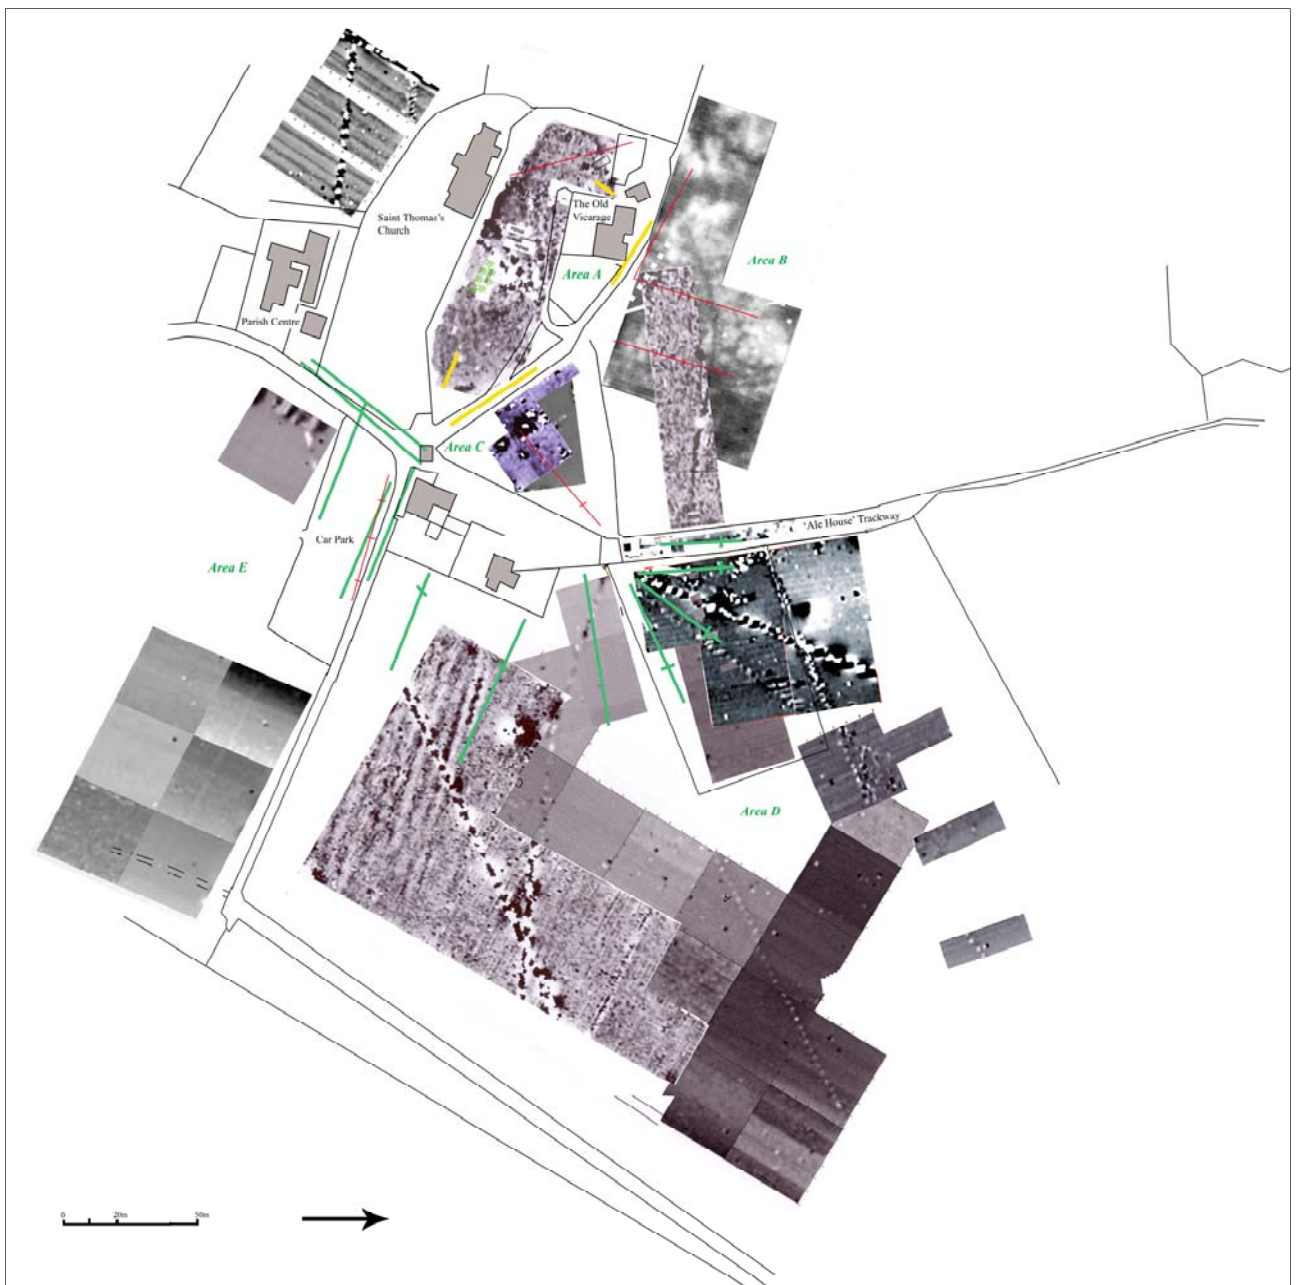 Saint Thomas's
Church
The Old
Vicarage
Area A
Area B
Parish Centre
Area C
'Ale House' Trackway
Car Park
Area E
Area D
0
20m
50m